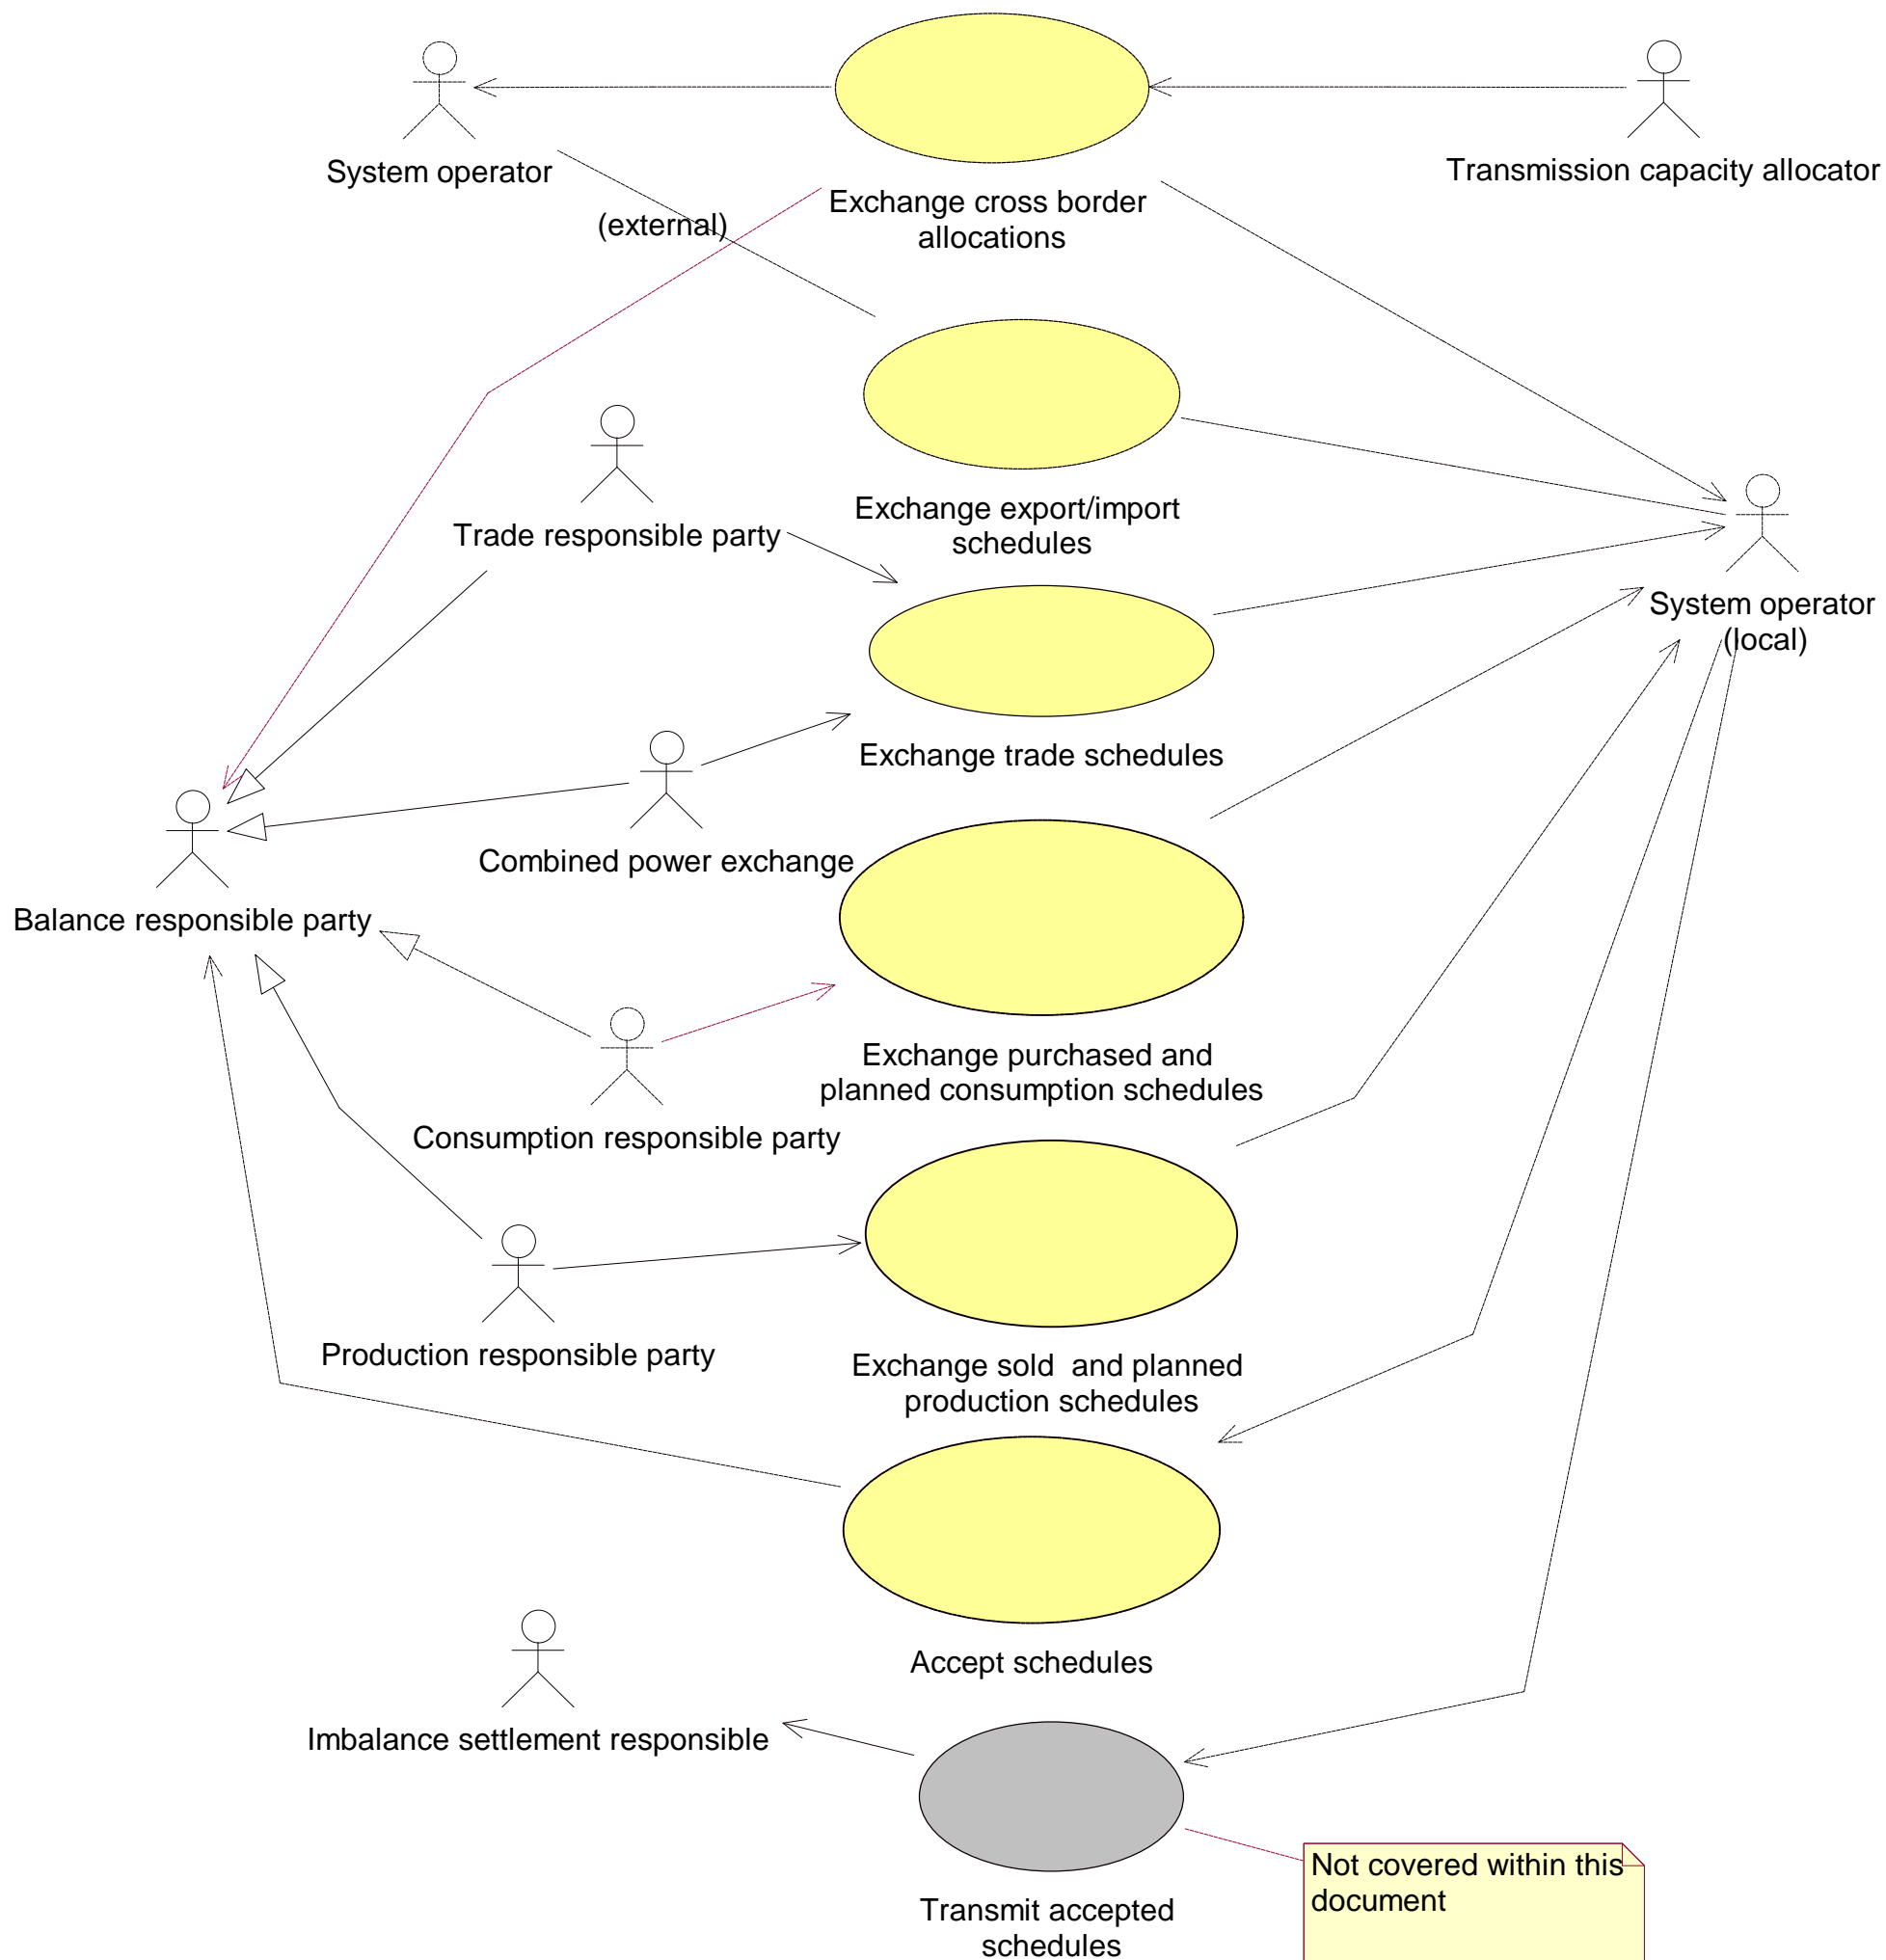 System operator
(external)
Transmission capacity allocator
Exchange cross border
allocations
Exchange export/import
schedules
Trade responsible party
System operator
(local)
Exchange trade schedules
Combined power exchange
Balance responsible party
Exchange purchased and
planned consumption schedules
Consumption responsible party
Production responsible party
Exchange sold  and planned
production schedules
Accept schedules
Imbalance settlement responsible
Not covered within this
document
Transmit accepted
schedules